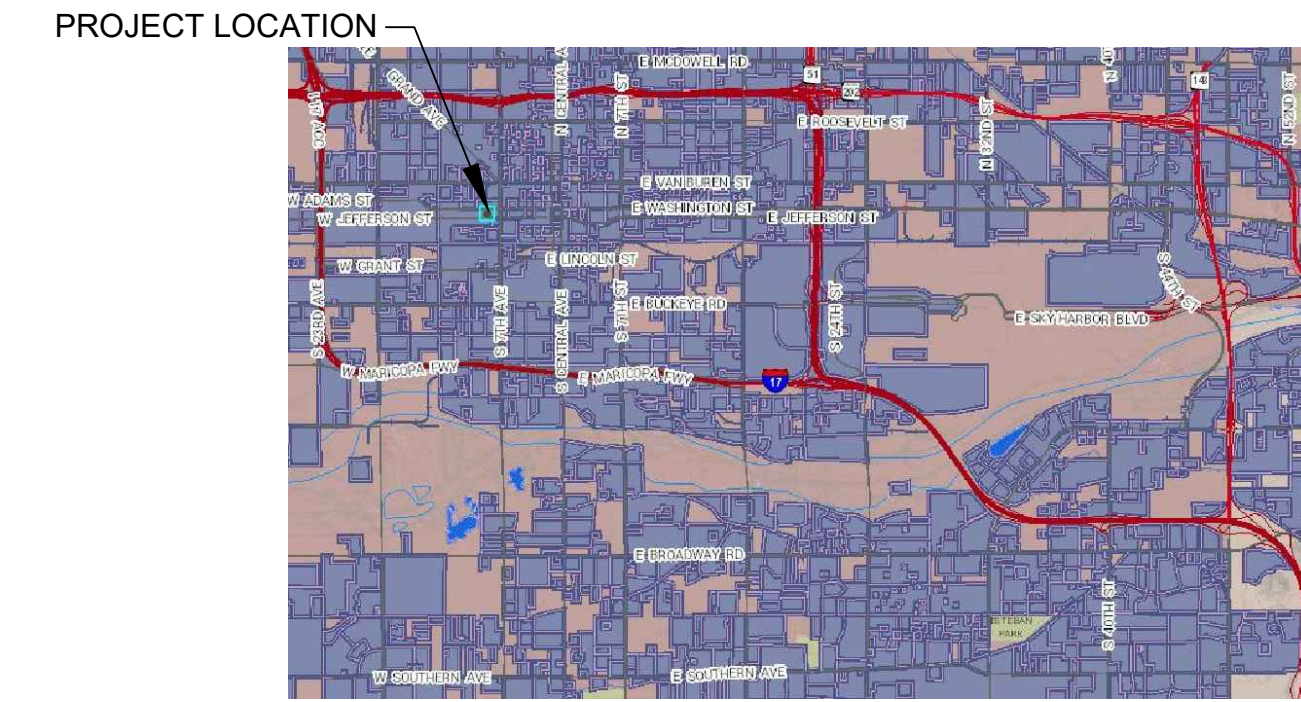 PROJECT LOCATION
E MCDOWELL RD
51
202
143
GRAND AVE
N 7TH ST
N 32ND ST
N 52ND ST
E ROOSEVELT ST
E VAN BUREN ST
W ADAMS ST
W JEFFERSON ST
E WASHINGTON ST
E JEFFERSON ST
W GRANT ST
E LINCOLN ST
S 44TH ST
S 23RD AVE
S 7TH AVE
S CENTRAL AVE
S 7TH ST
E BUCKEYE RD
S 24TH ST
E SKY HARBOR BLVD
W MARICOPA FWY
E MARICOPA FWY
17
E BROADWAY RD
S 40TH ST
ESTEBAN
PARK
W SOUTHERN AVE
E SOUTHERN AVE